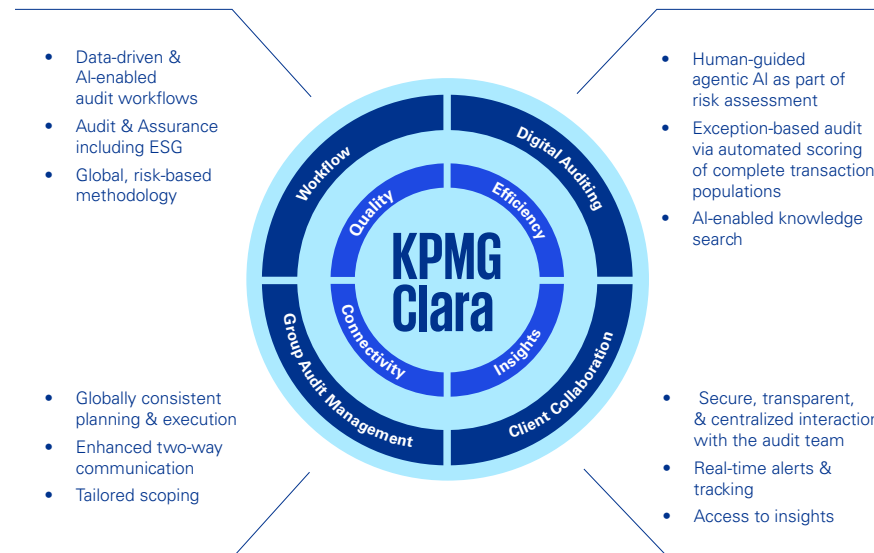 • Data-driven &
AI-enabled
audit workflows
• Audit & Assurance
including ESG
• Global, risk-based
methodology
• Human-guided
agentic AI as part of
risk assessment
• Exception-based audit
via automated scoring
of complete transaction
populations
• AI-enabled knowledge
search
Workflow
Digital Auditing
Quality
Efficiency
KPMG
Clara
Connectivity
Insights
Group Audit Management
Client Collaboration
• Globally consistent
planning & execution
• Enhanced two-way
communication
• Tailored scoping
• Secure, transparent,
& centralized interaction
with the audit team
• Real-time alerts &
tracking
• Access to insights